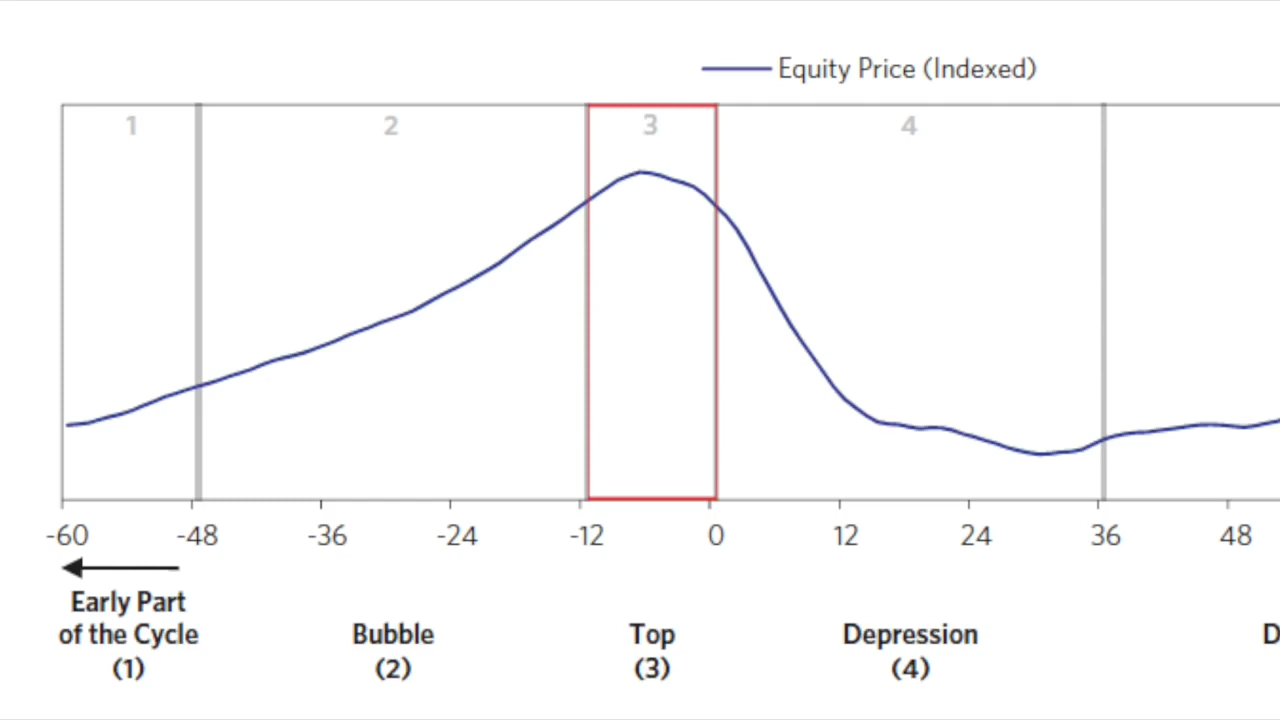 Equity Price (Indexed)
1 2 3 4
-60 -48 -36 -24 -12 0 12 24 36 48
Early Part
of the Cycle Bubble Top Depression D
(1) (2) (3) (4)